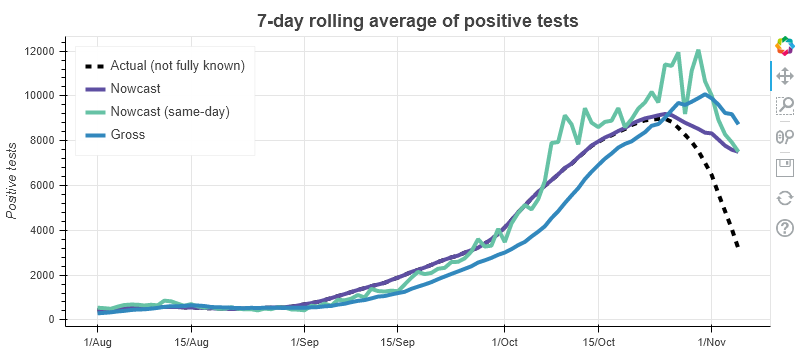 7-day rolling average of positive tests
Actual (not fully known)
Nowcast
Nowcast (same-day)
Gross
Positive tests
12000
10000
8000
6000
4000
2000
0
1/Aug
15/Aug
1/Sep
15/Sep
1/Oct
15/Oct
1/Nov